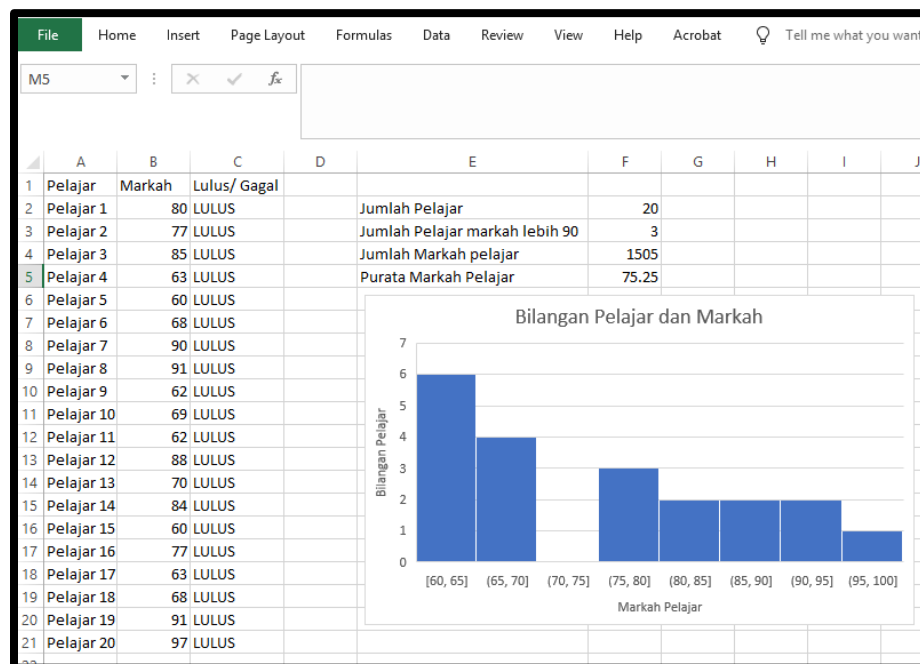 File Home Insert Page Layout Formulas Data Review View Help Acrobat Tell me what you want
M5 fx
A B C D E F G H I J
1 Pelajar Markah Lulus/ Gagal
2 Pelajar 1 80 LULUS Jumlah Pelajar 20
3 Pelajar 2 77 LULUS Jumlah Pelajar markah lebih 90 3
4 Pelajar 3 85 LULUS Jumlah Markah pelajar 1505
5 Pelajar 4 63 LULUS Purata Markah Pelajar 75.25
6 Pelajar 5 60 LULUS
7 Pelajar 6 68 LULUS
8 Pelajar 7 90 LULUS
9 Pelajar 8 91 LULUS
10 Pelajar 9 62 LULUS
11 Pelajar 10 69 LULUS
12 Pelajar 11 62 LULUS
13 Pelajar 12 88 LULUS
14 Pelajar 13 70 LULUS
15 Pelajar 14 84 LULUS
16 Pelajar 15 60 LULUS
17 Pelajar 16 77 LULUS
18 Pelajar 17 63 LULUS
19 Pelajar 18 68 LULUS
20 Pelajar 19 91 LULUS
21 Pelajar 20 97 LULUS
Bilangan Pelajar dan Markah
7
6
5
4
3
2
1
0
Bilangan Pelajar
[60, 65] (65, 70] (70, 75] (75, 80] (80, 85] (85, 90] (90, 95] (95, 100]
Markah Pelajar